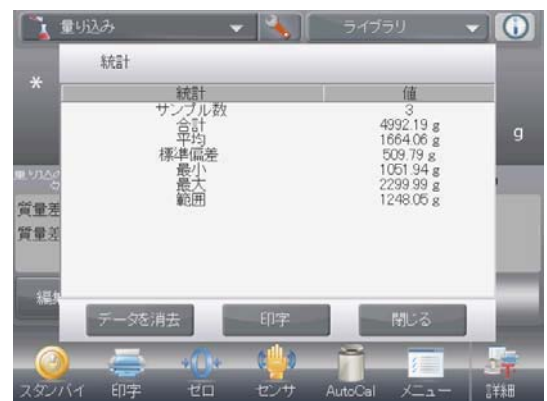 量り込み ライブラリ
統計
*
統計 値
サンプル数 3
合計 4992.19 g
平均 1664.06 g
標準偏差 509.79 g
最小 1051.94 g
最大 2299.99 g
範囲 1248.05 g
g
質量差
質量
データを消去 印字 閉じる
スタンバイ 印字 ゼロ センサ AutoCal メニュー 詳細